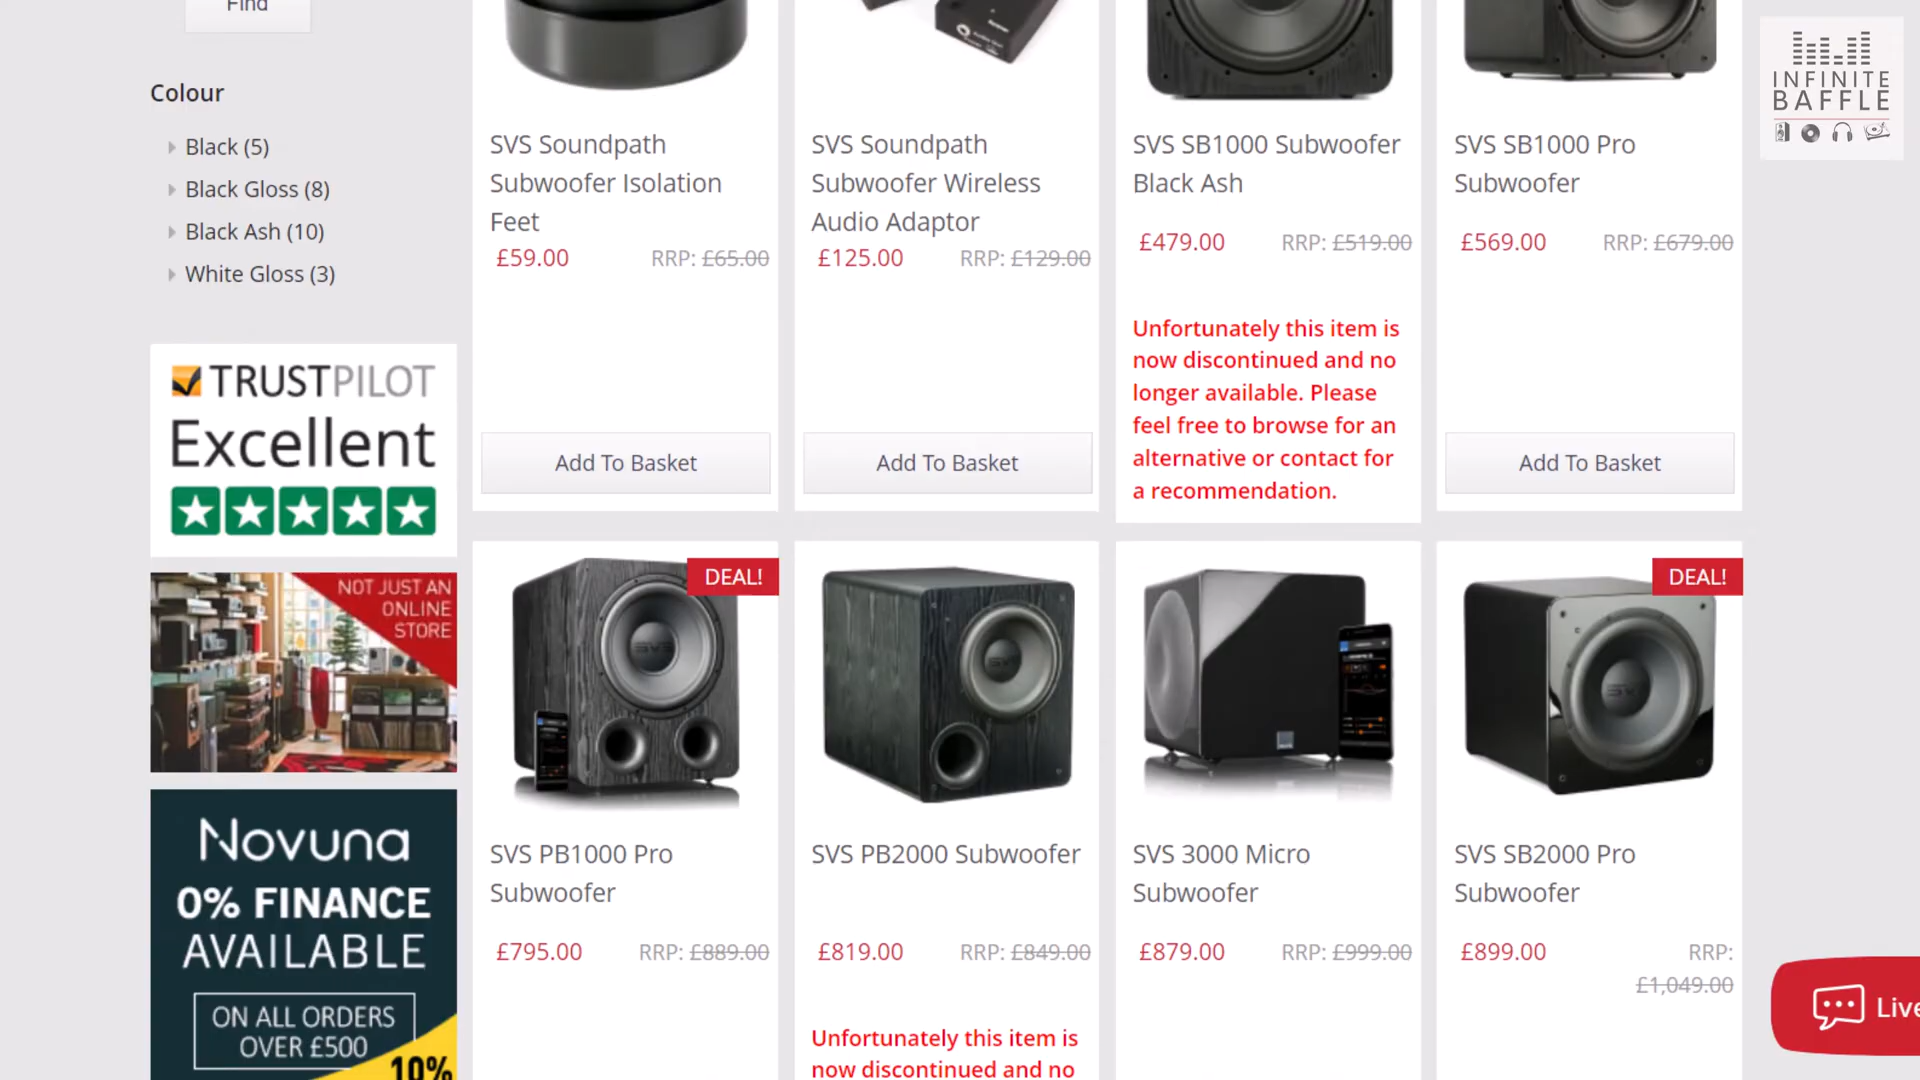 Find
Colour
Black (5)
Black Gloss (8)
Black Ash (10)
White Gloss (3)
TRUSTPILOT
Excellent
NOT JUST AN
ONLINE
STORE
NOVUNA
0% FINANCE
AVAILABLE
ON ALL ORDERS
OVER £500
10%
SVS Soundpath
Subwoofer Isolation
Feet
£59.00 RRP: £65.00
Add To Basket
SVS Soundpath
Subwoofer Wireless
Audio Adaptor
£125.00 RRP: £129.00
Add To Basket
SVS SB1000 Subwoofer
Black Ash
£479.00 RRP: £519.00
Unfortunately this item is
now discontinued and no
longer available. Please
feel free to browse for an
alternative or contact for
a recommendation.
SVS SB1000 Pro
Subwoofer
£569.00 RRP: £679.00
Add To Basket
DEAL!
SVS
SVS PB1000 Pro
Subwoofer
£795.00 RRP: £889.00
SVS
SVS PB2000 Subwoofer
£819.00 RRP: £849.00
Unfortunately this item is
now discontinued and no
SVS 3000 Micro
Subwoofer
£879.00 RRP: £999.00
DEAL!
SVS
SVS SB2000 Pro
Subwoofer
£899.00 RRP:
£1,049.00
INFINITE
BAFFLE
Live